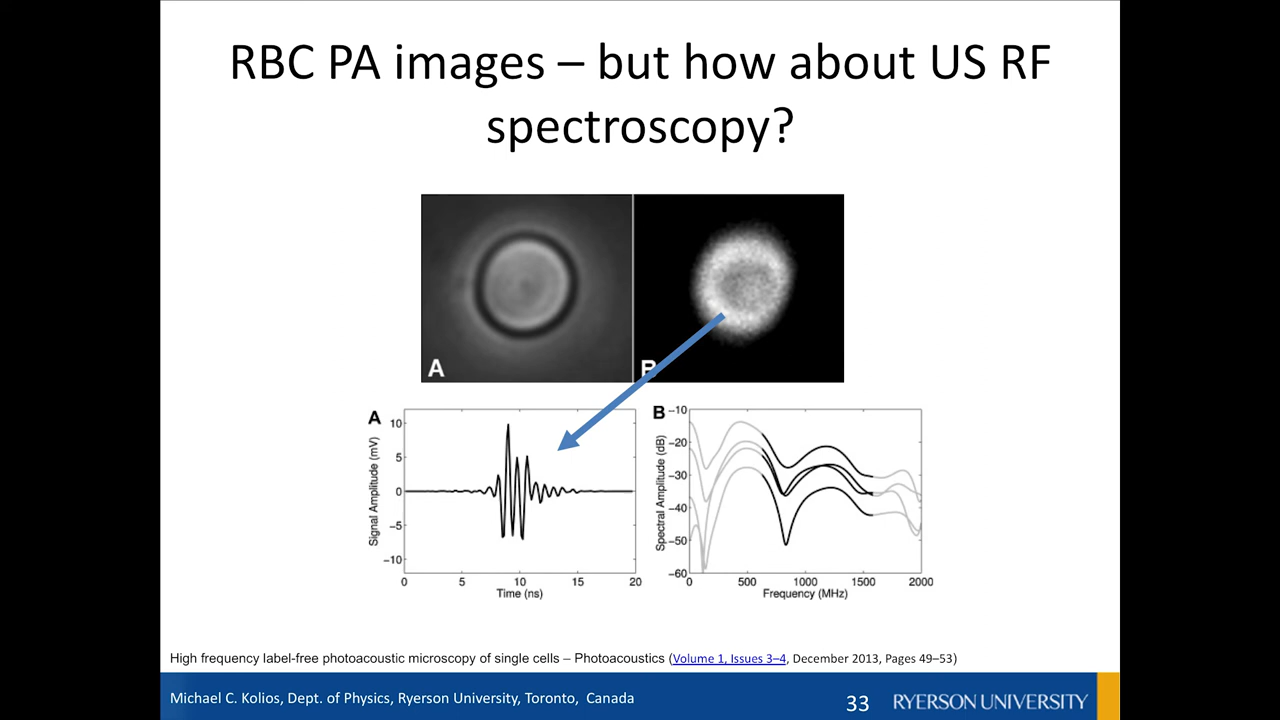 RBC PA images – but how about US RF
spectroscopy?
A
B
A
Signal Amplitude (mV)
10
5
0
−5
−10
0 5 10 15 20
Time (ns)
B
Spectral Amplitude (dB)
−10
−20
−30
−40
−50
−60
0 500 1000 1500 2000
Frequency (MHz)
High frequency label-free photoacoustic microscopy of single cells – Photoacoustics (Volume 1, Issues 3–4, December 2013, Pages 49–53)
Michael C. Kolios, Dept. of Physics, Ryerson University, Toronto, Canada
33
RYERSON UNIVERSITY